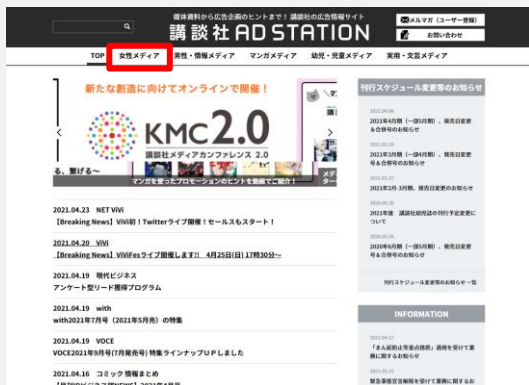 媒体資料から広告企画のヒントまで！ 講談社の広告情報サイト
講談社 AD STATION
メルマガ（ユーザー登録）
お問い合わせ
TOP 女性メディア 男性・情報メディア マンガメディア 幼児・児童メディア 実用・文芸メディア
新たな創造に向けてオンラインで開催！
KMC2.0
講談社メディアカンファレンス 2.0
る、繋げる～
マンガを使ったプロモーションのヒントを動画でご紹介！
メデ
ター
2021.04.23 NET ViVi
【Breaking News】ViVi初！Twitterライブ開催！セールスもスタート！
2021.04.20 ViVi
【Breaking News】ViViFesライブ開催します!! 4月25日(日)17時30分～
2021.04.19 現代ビジネス
アンケート型リード獲得プログラム
2021.04.19 with
with2021年7月号（2021年5月売）の特集
2021.04.19 VOCE
VOCE2021年9月号(7月発売号)特集ラインナップUPしました
2021.04.16 コミック情報まとめ
刊行スケジュール変更等のお知らせ
2021年4月期（一部5月期）、発売日変更
&合併号のお知らせ
2021年3月期（一部4月期）、発売日変更
号&合併号のお知らせ
2021年2月-3月期、発売日変更のお知らせ
2021年度 講談社幼児誌の刊行予定変更に
ついて
2020年6月期（一部5月期）、発売日変更
号&合併号のお知らせ
刊行スケジュール変更等のお知らせ一覧
INFORMATION
「まん延防止等重点措置」適用を受けて業
務に関するお知らせ
緊急事態宣言解除を受けて業務に関するお